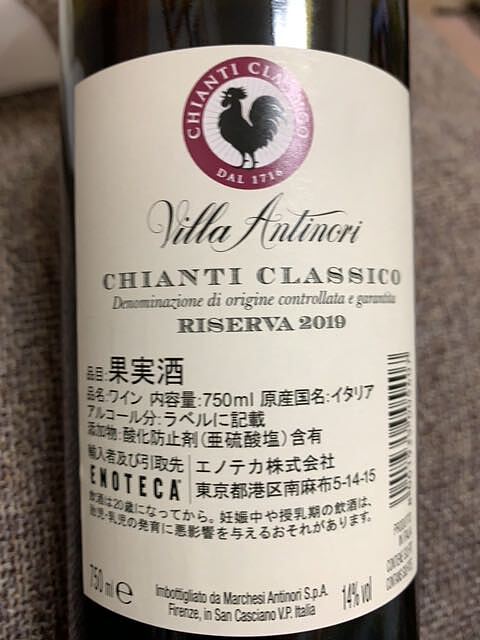 CHIANTI CLASSICO
DAL 1716
Villa Antinori
CHIANTI CLASSICO
Denominazione di origine controllata e garantita
RISERVA 2019
品目:果実酒
品名:ワイン 内容量:750ml 原産国名:イタリア
アルコール分:ラベルに記載
添加物:酸化防止剤(亜硫酸塩)含有
輸入者及び引取先 エノテカ株式会社
ENOTECA 東京都港区南麻布5-14-15
飲酒は20歳になってから。妊娠中や授乳期の飲酒は、
胎児・乳児の発育に悪影響を与えるおそれがあります。
750 ml e
Imbottigliato da Marchesi Antinori S.p.A.
Firenze, in San Casciano V.P. Italia
14% vol